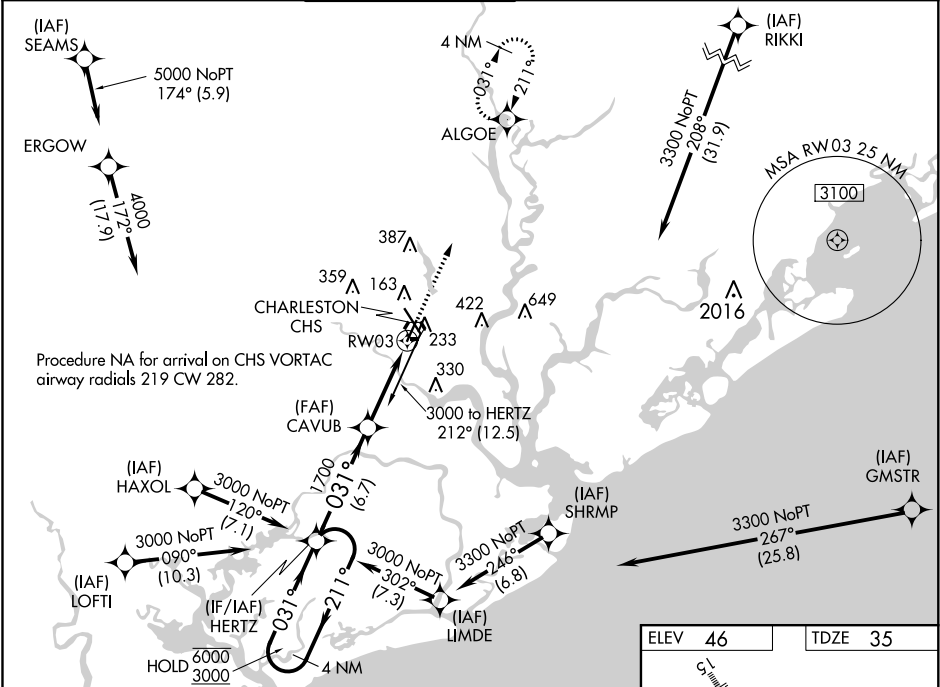 (IAF)
SEAMS
5000 NoPT
174° (5.9)
ERGOW
4000
172°
(17.9)
4 NM
031°
211°
ALGOE
(IAF)
RIKKI
3300 NoPT
208°
(31.9)
MSA RW03 25 NM
3100
387
359
163
CHARLESTON
CHS
RW03
422
649
233
2016
330
Procedure NA for arrival on CHS VORTAC
airway radials 219 CW 282.
3000 to HERTZ
212° (12.5)
(FAF)
CAVUB
1700
031°
(6.7)
(IAF)
HAXOL
3000 NoPT
120°
(7.1)
3000 NoPT
090°
(10.3)
(IAF)
LOFTI
(IF/IAF)
HERTZ
031°
211°
HOLD
6000
3000
4 NM
3000 NoPT
302°
(7.3)
(IAF)
LIMDE
(IAF)
SHRMP
3300 NoPT
246°
(6.8)
(IAF)
GMSTR
3300 NoPT
267°
(25.8)
ELEV 46
TDZE 35
15